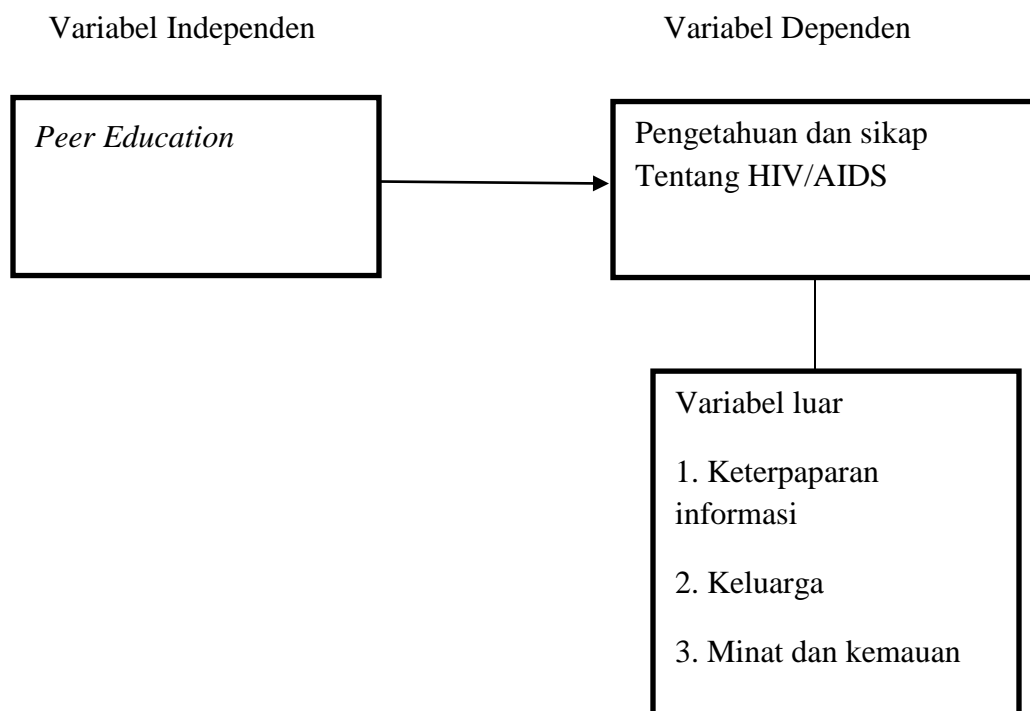 Variabel Independen
Variabel Dependen
Peer Education
Pengetahuan dan sikap
Tentang HIV/AIDS
Variabel luar
1. Keterpaparan
informasi
2. Keluarga
3. Minat dan kemauan